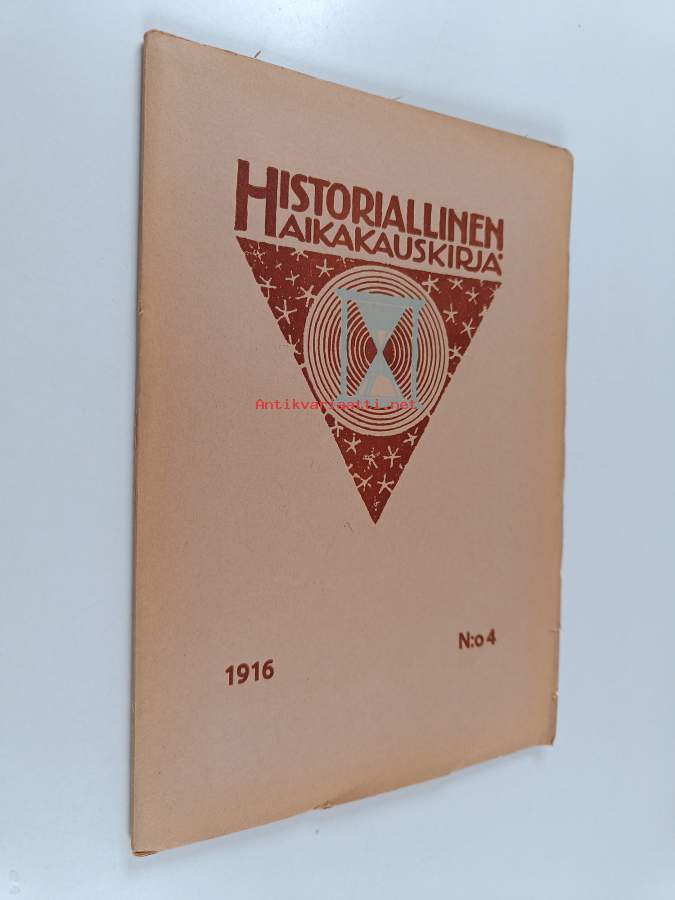 HISTORIALLINEN
AIKAKAUSKIRJA
Antikvariaatti.net
1916
N:o 4